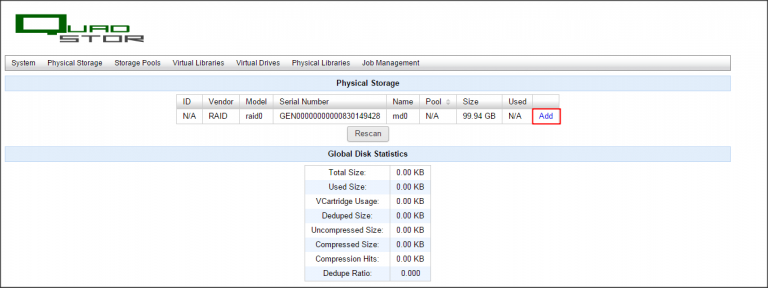 QUADSTOR
System Physical Storage Storage Pools Virtual Libraries Virtual Drives Physical Libraries Job Management
Physical Storage
ID Vendor Model Serial Number Name Pool Size Used
N/A RAID raid0 GEN00000000000830149428 md0 N/A 99.94 GB N/A Add
Rescan
Global Disk Statistics
Total Size: 0.00 KB
Used Size: 0.00 KB
VCartridge Usage: 0.00 KB
Deduped Size: 0.00 KB
Uncompressed Size: 0.00 KB
Compressed Size: 0.00 KB
Compression Hits: 0.00 KB
Dedupe Ratio: 0.000